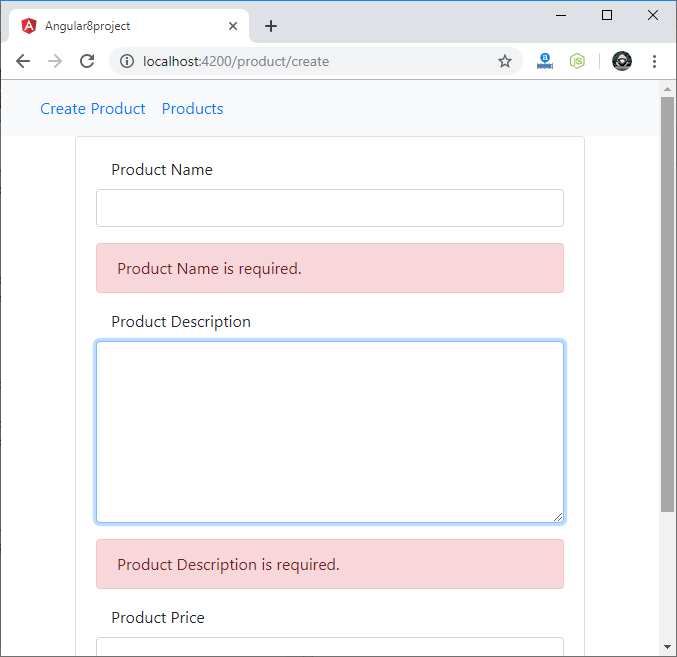 Angular8project
localhost:4200/product/create
JS
Create Product Products
Product Name
Product Name is required.
Product Description
Product Description is required.
Product Price